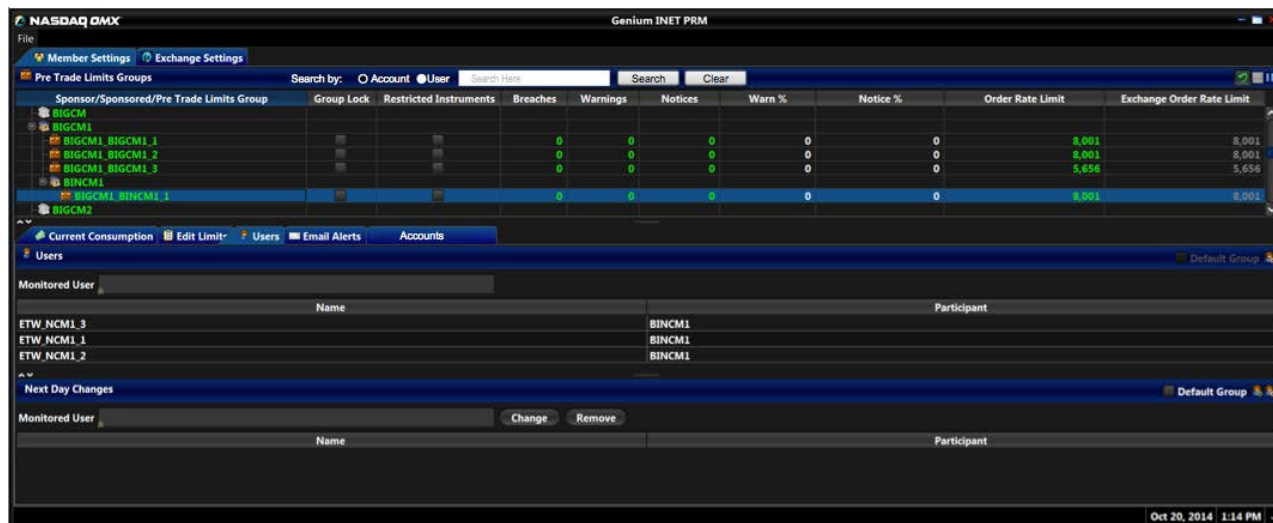 NASDAQ OMX Genium INET PRM
File
Member Settings Exchange Settings
Pre Trade Limits Groups Search by: Account User Search Here Search Clear
Sponsor/Sponsored/Pre Trade Limits Group Group Lock Restricted Instruments Breaches Warnings Notices Warn % Notice % Order Rate Limit Exchange Order Rate Limit
BIGCM
BIGCM1
BIGCM1_BIGCM1_1 0 0 0 0 0 8,001 8,001
BIGCM1_BIGCM1_2 0 0 0 0 0 8,001 8,001
BIGCM1_BIGCM1_3 0 0 0 0 0 5,656 5,656
BINCM1
BIGCM1_BINCM1_1 0 0 0 0 0 8,001 8,001
BIGCM2
Current Consumption Edit Limit Users Email Alerts Accounts
Users Default Group
Monitored User
Name Participant
ETW_NCM1_3 BINCM1
ETW_NCM1_1 BINCM1
ETW_NCM1_2 BINCM1
Next Day Changes Default Group
Monitored User Change Remove
Name Participant
Oct 20, 2014 1:14 PM